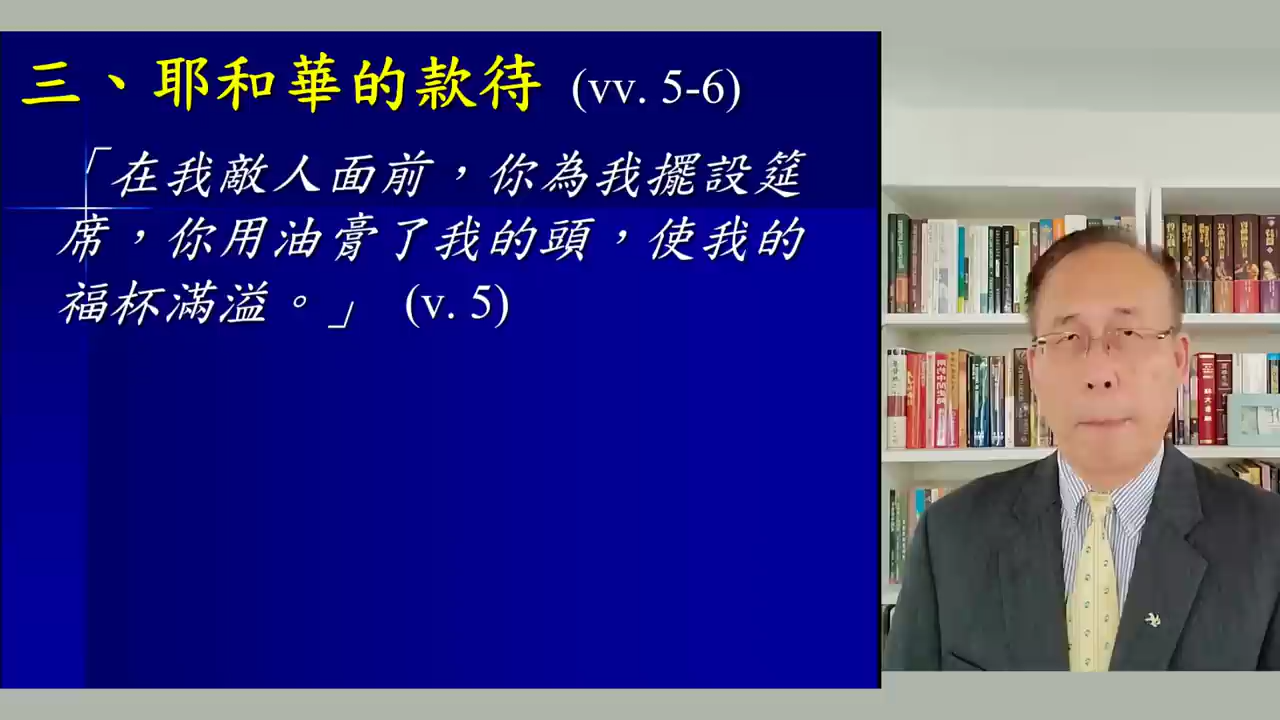 三、耶和華的款待 (vv. 5-6)
「在我敵人面前，你為我擺設筵
席，你用油膏了我的頭，使我的
福杯滿溢。」 (v. 5)